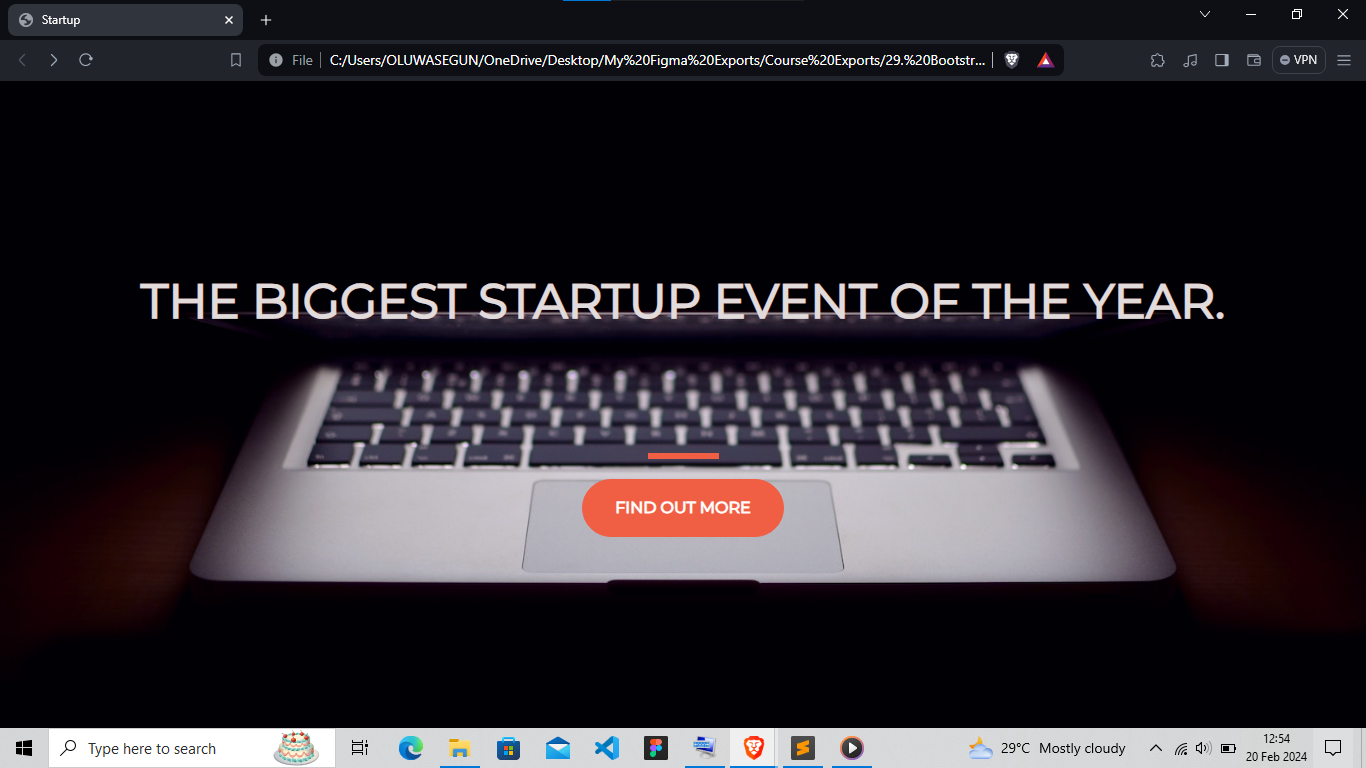 Startup
File
C:/Users/OLUWASEGUN/OneDrive/Desktop/My%20Figma%20Exports/Course%20Exports/29.%20Bootstr...
VPN
THE BIGGEST STARTUP EVENT OF THE YEAR.
FIND OUT MORE
Type here to search
29°C Mostly cloudy
12:54
20 Feb 2024